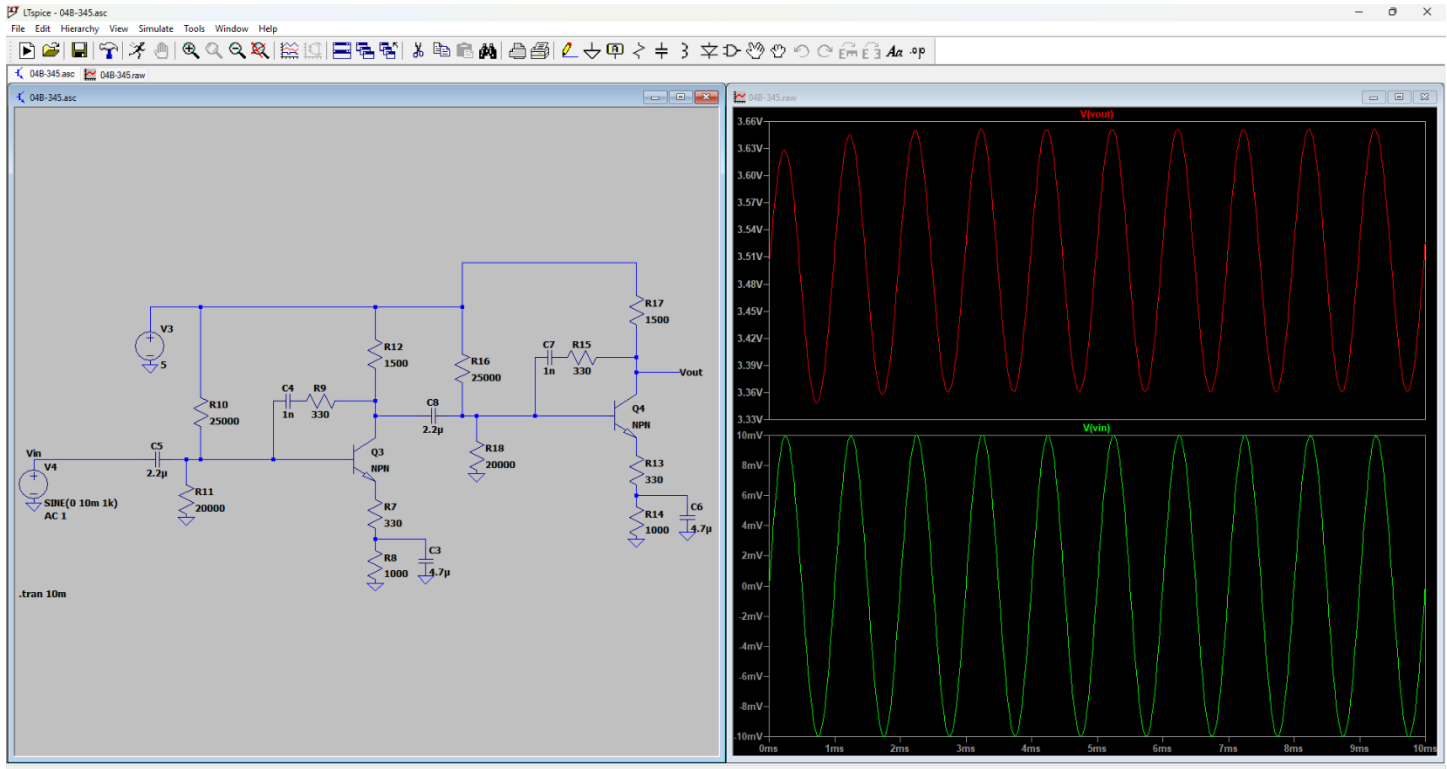 LTspice - 04B-345.asc
File Edit Hierarchy View Simulate Tools Window Help
04B-345.asc 04B-345.raw
04B-345.asc
04B-345.raw
V3
5
R10
25000
C5
2.2µ
Vin
V4
SINE(0 10m 1k)
AC 1
R11
20000
C4
1n
R9
330
R12
1500
Q3
NPN
R7
330
R8
1000
C3
4.7µ
C8
2.2µ
R16
25000
R18
20000
C7
1n
R15
330
R17
1500
Vout
Q4
NPN
R13
330
R14
1000
C6
4.7µ
.tran 10m
V(vout)
3.66V
3.63V
3.60V
3.57V
3.54V
3.51V
3.48V
3.45V
3.42V
3.39V
3.36V
3.33V
V(vin)
10mV
8mV
6mV
4mV
2mV
0mV
-2mV
-4mV
-6mV
-8mV
-10mV
0ms 1ms 2ms 3ms 4ms 5ms 6ms 7ms 8ms 9ms 10ms